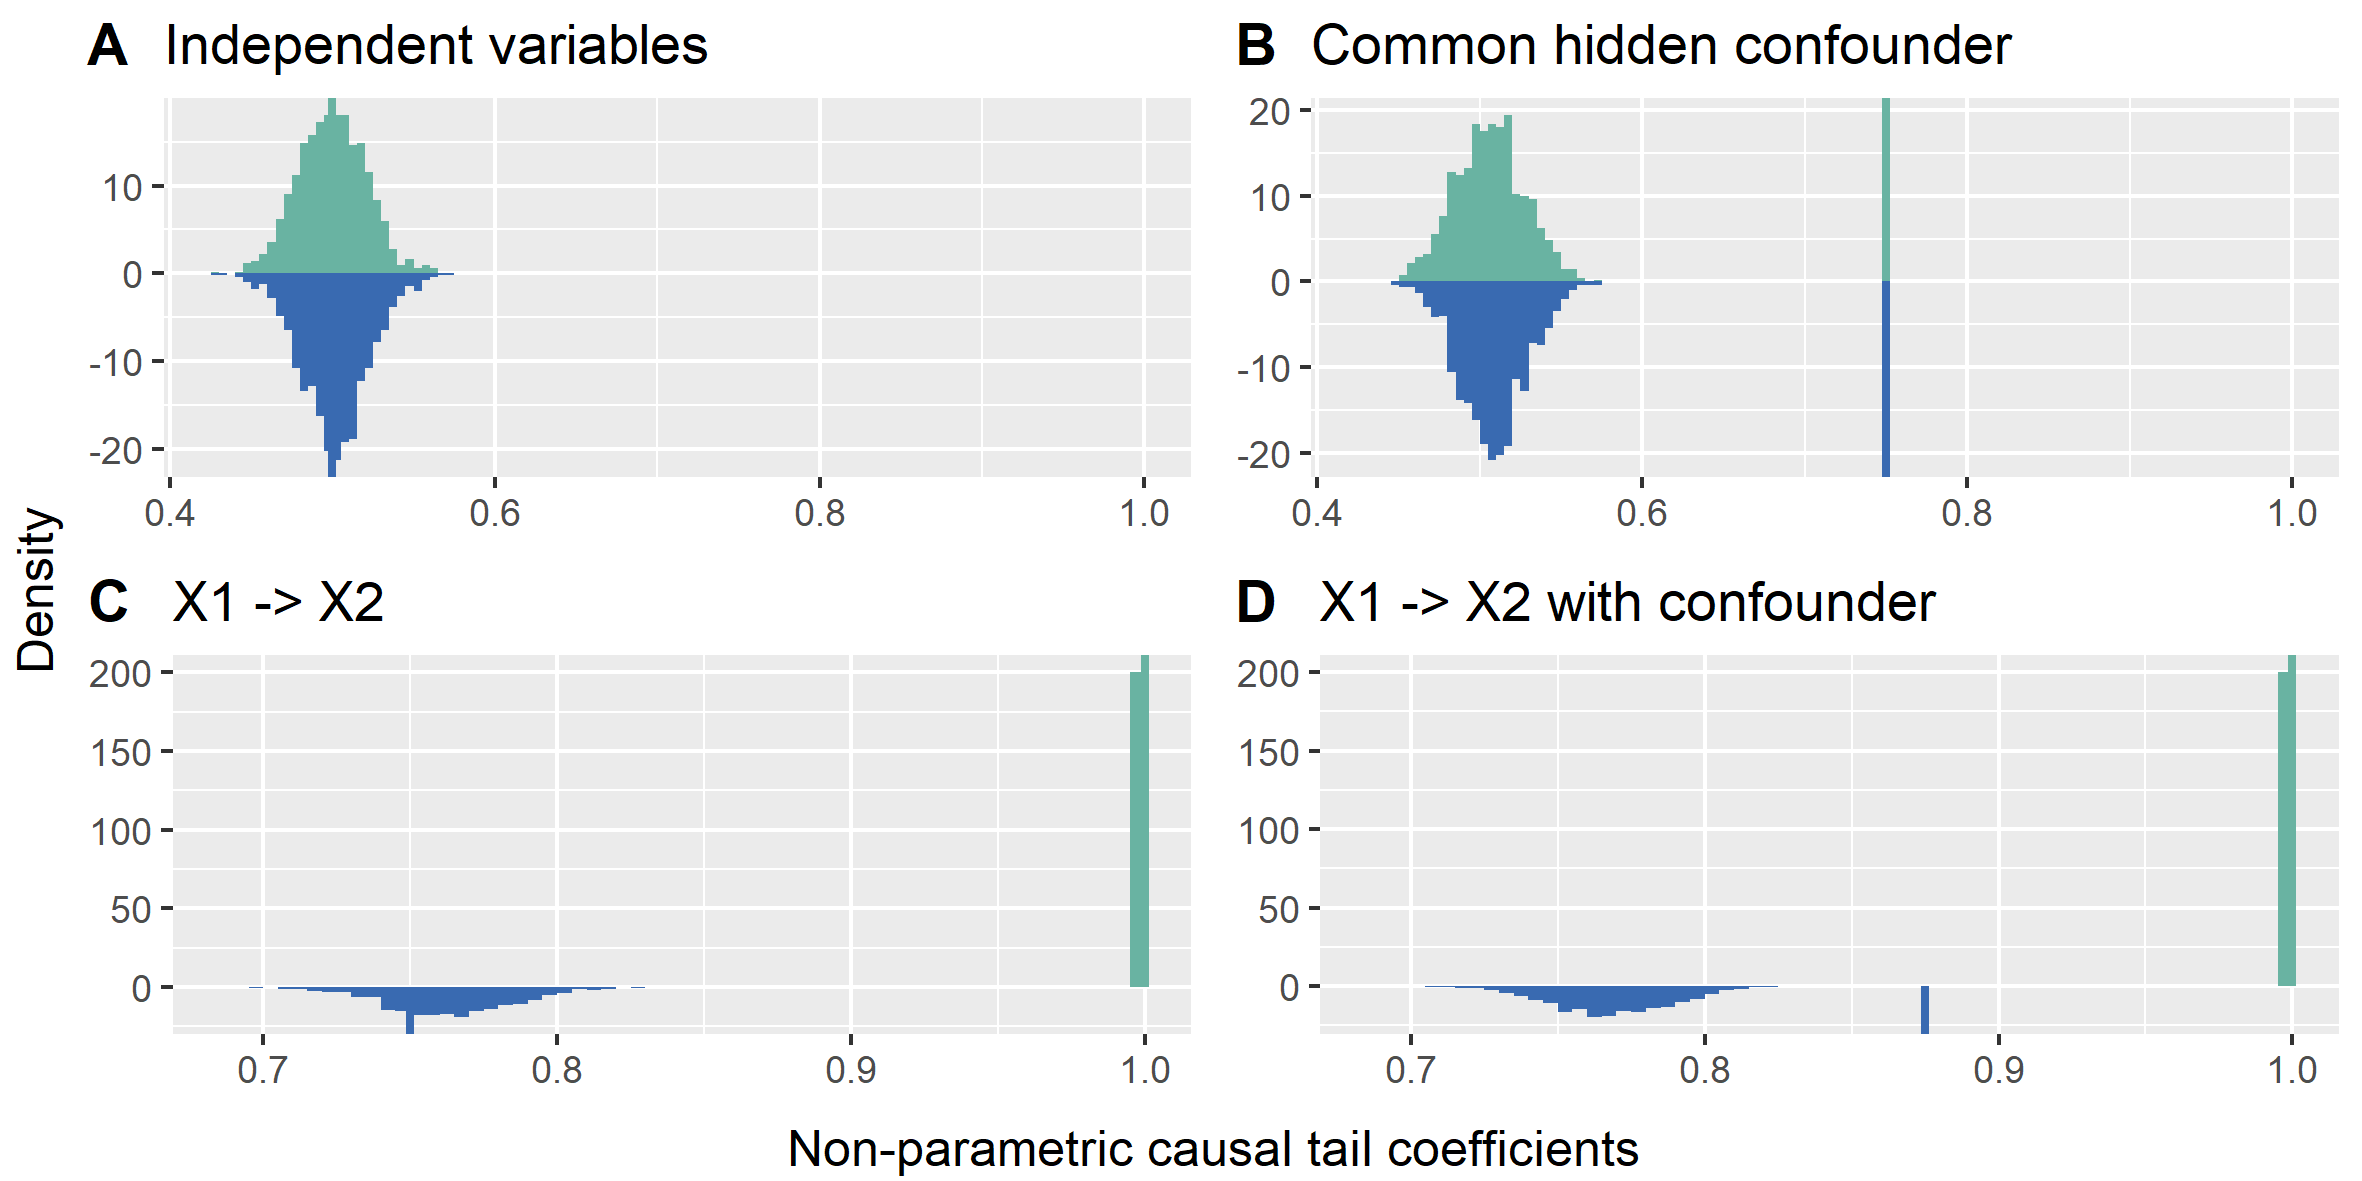 A Independent variables
10
0
-10
-20
0.4 0.6 0.8 1.0
B Common hidden confounder
20
10
0
-10
-20
0.4 0.6 0.8 1.0
Density
C X1 -> X2
200
150
100
50
0
0.7 0.8 0.9 1.0
D X1 -> X2 with confounder
200
150
100
50
0
0.7 0.8 0.9 1.0
Non-parametric causal tail coefficients